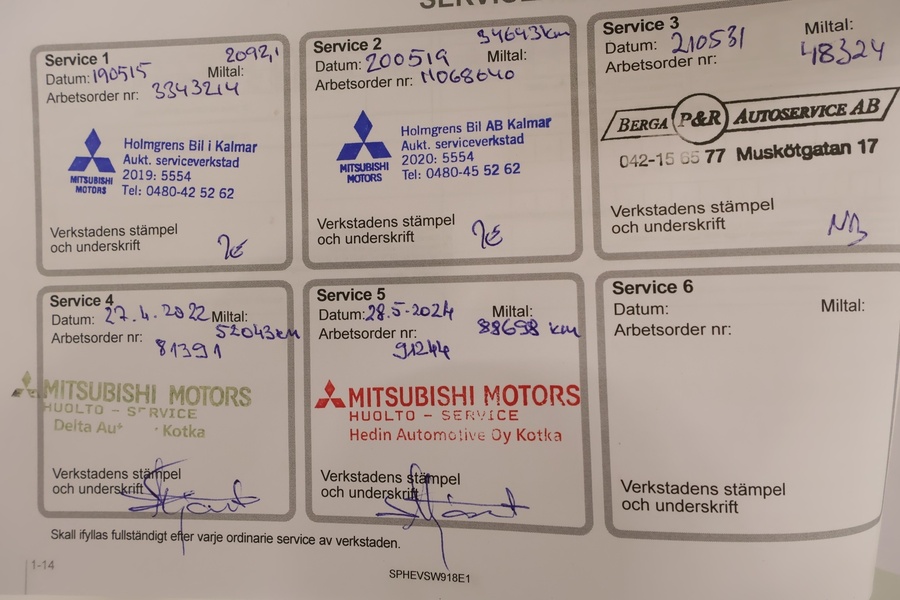 Service 1
Datum: 190515 Miltal: 2092,1
Arbetsorder nr: 3343214
MITSUBISHI
MOTORS
Holmgrens Bil i Kalmar
Aukt. serviceverkstad
2019: 5554
Tel: 0480-42 52 62
Verkstadens stämpel
och underskrift
Service 2
Datum: 200519 Miltal: 34643km
Arbetsorder nr: M068640
MITSUBISHI
MOTORS
Holmgrens Bil AB Kalmar
Aukt. serviceverkstad
2020: 5554
Tel: 0480-45 52 62
Verkstadens stämpel
och underskrift
Service 3
Datum: 210531 Miltal: 48324
Arbetsorder nr:
BERGA P&R AUTOSERVICE AB
042-15 65 77 Muskötgatan 17
Verkstadens stämpel
och underskrift
NB
Service 4
Datum: 27.4.2022 Miltal: 52043km
Arbetsorder nr: 81391
MITSUBISHI MOTORS
HUOLTO - SERVICE
Delta Kotka
Verkstadens stämpel
och underskrift
Service 5
Datum: 28.5-2024 Miltal: 88698 km
Arbetsorder nr: 91244
MITSUBISHI MOTORS
HUOLTO - SERVICE
Hedin Automotive Oy Kotka
Verkstadens stämpel
och underskrift
Service 6
Datum: Miltal:
Arbetsorder nr:
Verkstadens stämpel
och underskrift
Skall ifyllas fullständigt efter varje ordinarie service av verkstaden.
1-14
SPHEVSW918E1